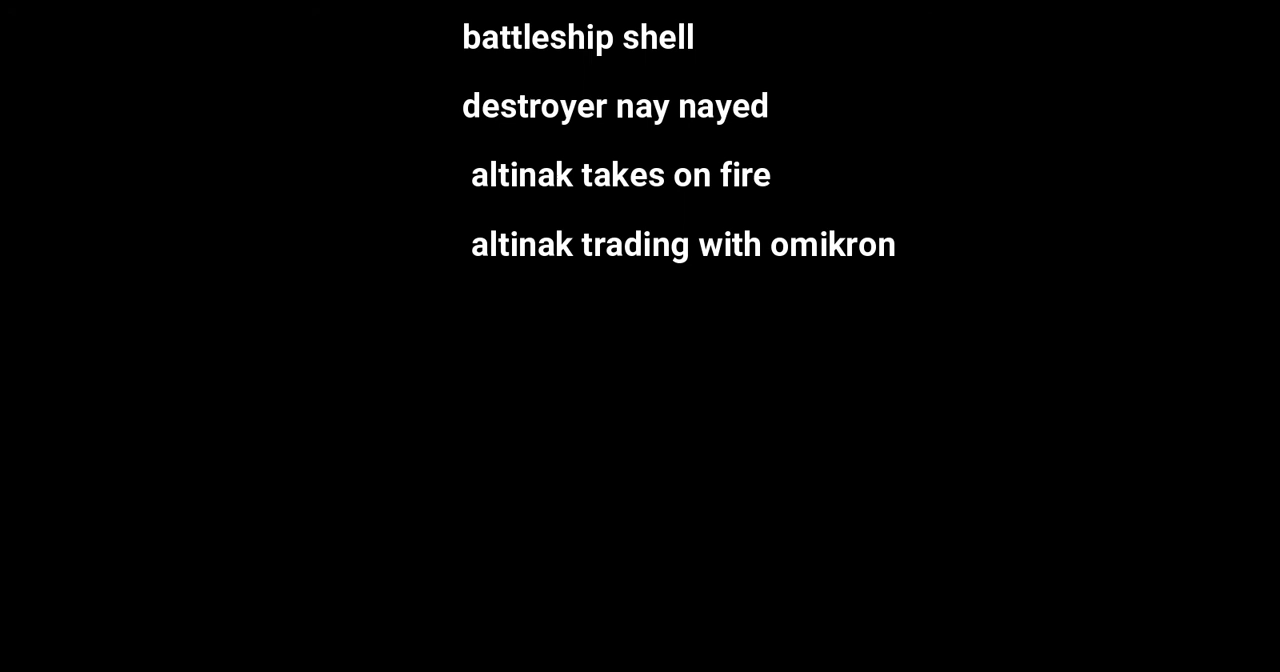 battleship shell
destroyer nay nayed
altinak takes on fire
altinak trading with omikron